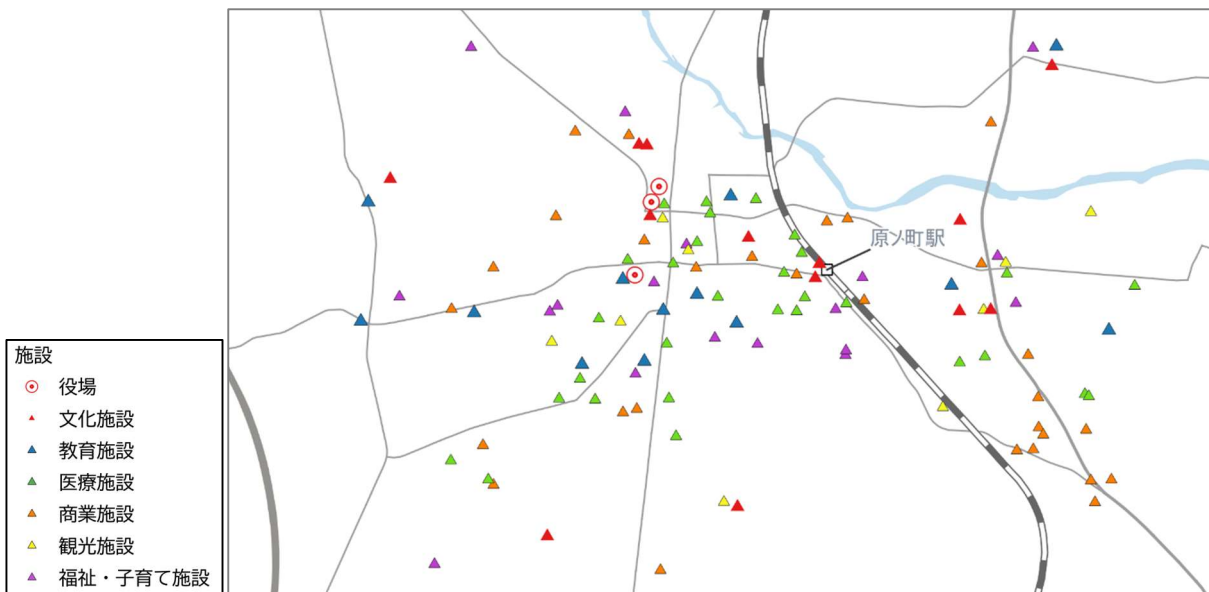 原ノ町駅
施設
役場
文化施設
教育施設
医療施設
商業施設
観光施設
福祉・子育て施設